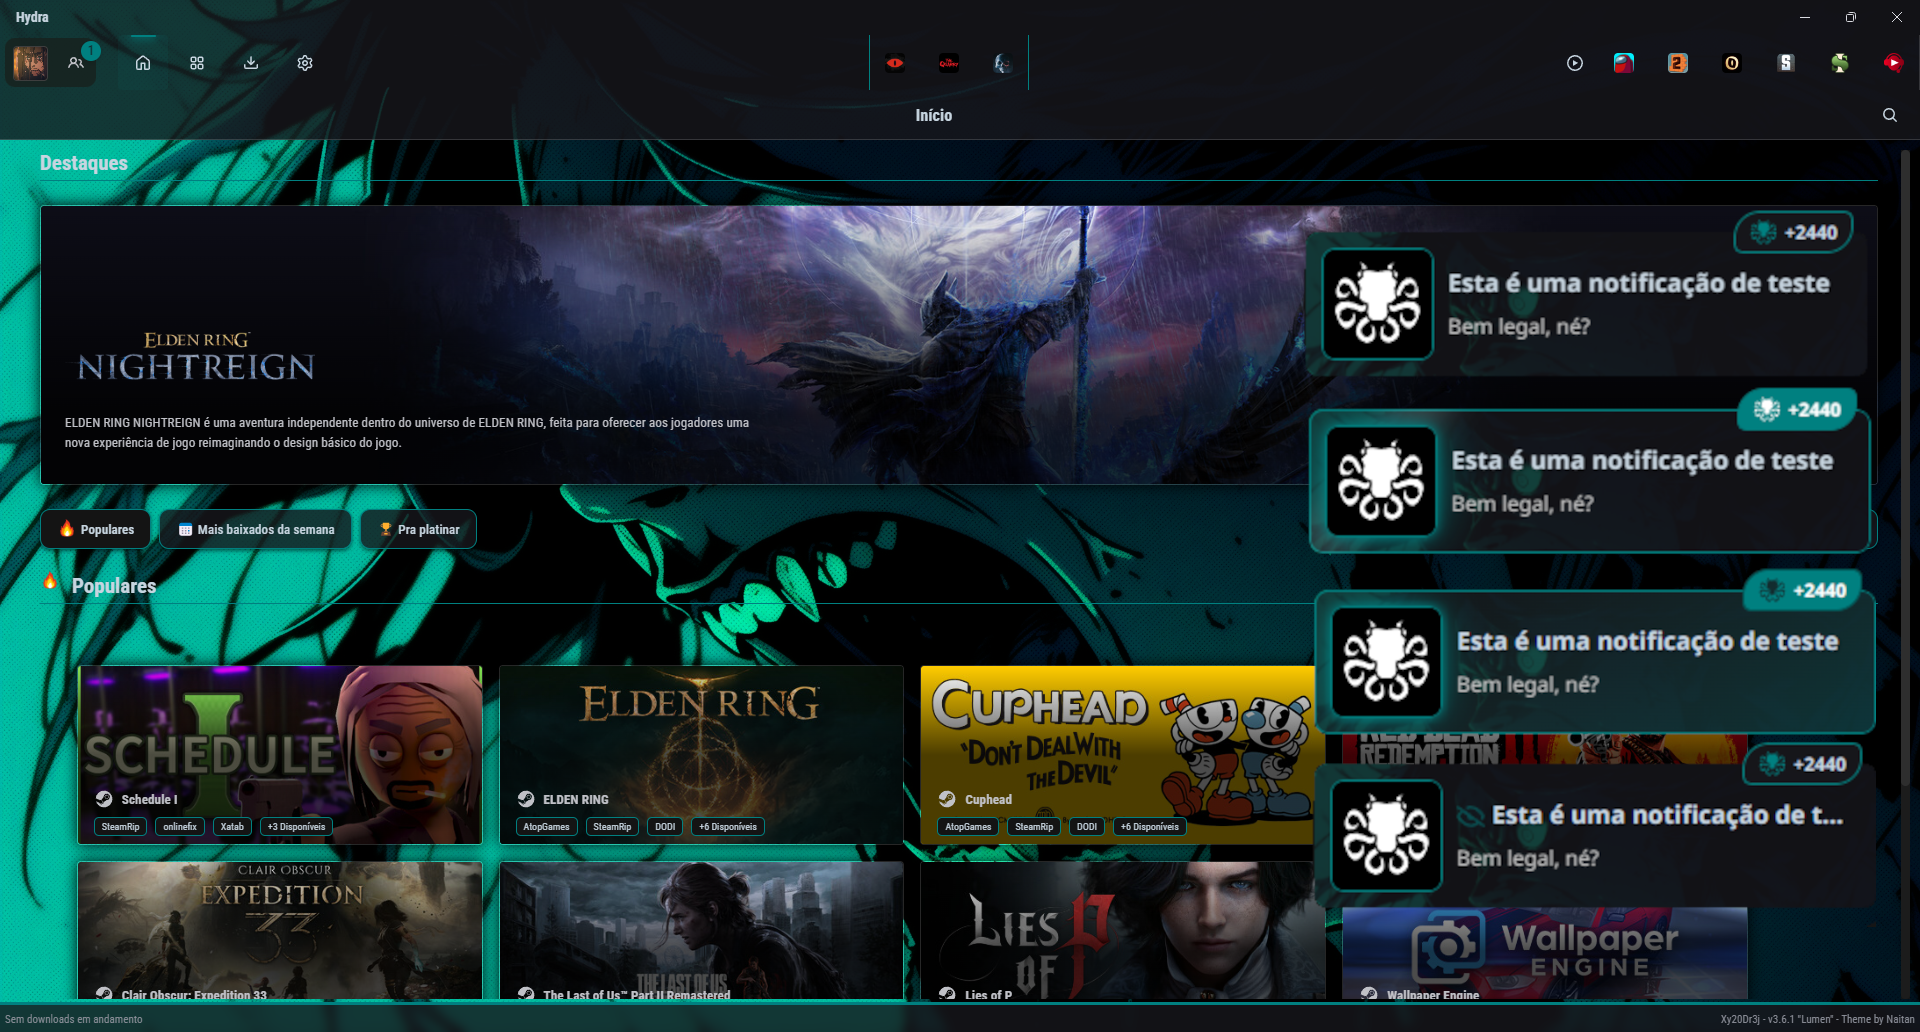 Hydra
1
Início
Destaques
ELDEN RING
NIGHTREIGN
ELDEN RING NIGHTREIGN é uma aventura independente dentro do universo de ELDEN RING, feita para oferecer aos jogadores uma
nova experiência de jogo reimaginando o design básico do jogo.
+2440
Esta é uma notificação de teste
Bem legal, né?
+2440
Esta é uma notificação de teste
Bem legal, né?
Populares
Mais baixados da semana
Pra platinar
Populares
+2440
Esta é uma notificação de teste
Bem legal, né?
+2440
Esta é uma notificação de t...
Bem legal, né?
SCHEDULE I
Schedule I
SteamRip
onlinefix
Xatab
+3 Disponíveis
ELDEN RING
ELDEN RING
AtopGames
SteamRip
DODI
+6 Disponíveis
CUPHEAD
"DON'T DEAL WITH
THE DEVIL"
Cuphead
AtopGames
SteamRip
DODI
+6 Disponíveis
RED DEAD
REDEMPTION II
CLAIR OBSCUR
EXPEDITION
33
Clair Obscur: Expedition 33
THE LAST OF US
The Last of Us™ Part II Remastered
LIES
OF P
Lies of P
Wallpaper
ENGINE
Wallpaper Engine
Sem downloads em andamento
Xy20Dr3j - v3.6.1 "Lumen" - Theme by Naitan